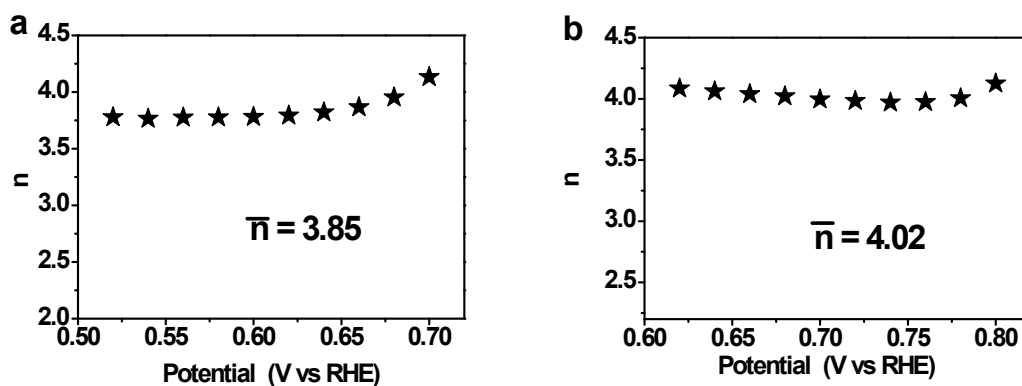 a
4.5
4.0
3.5
3.0
2.5
2.0
n
n̅ = 3.85
0.50 0.55 0.60 0.65 0.70
Potential (V vs RHE)
b
4.5
4.0
3.5
3.0
2.5
n
n̅ = 4.02
0.60 0.65 0.70 0.75 0.80
Potential (V vs RHE)